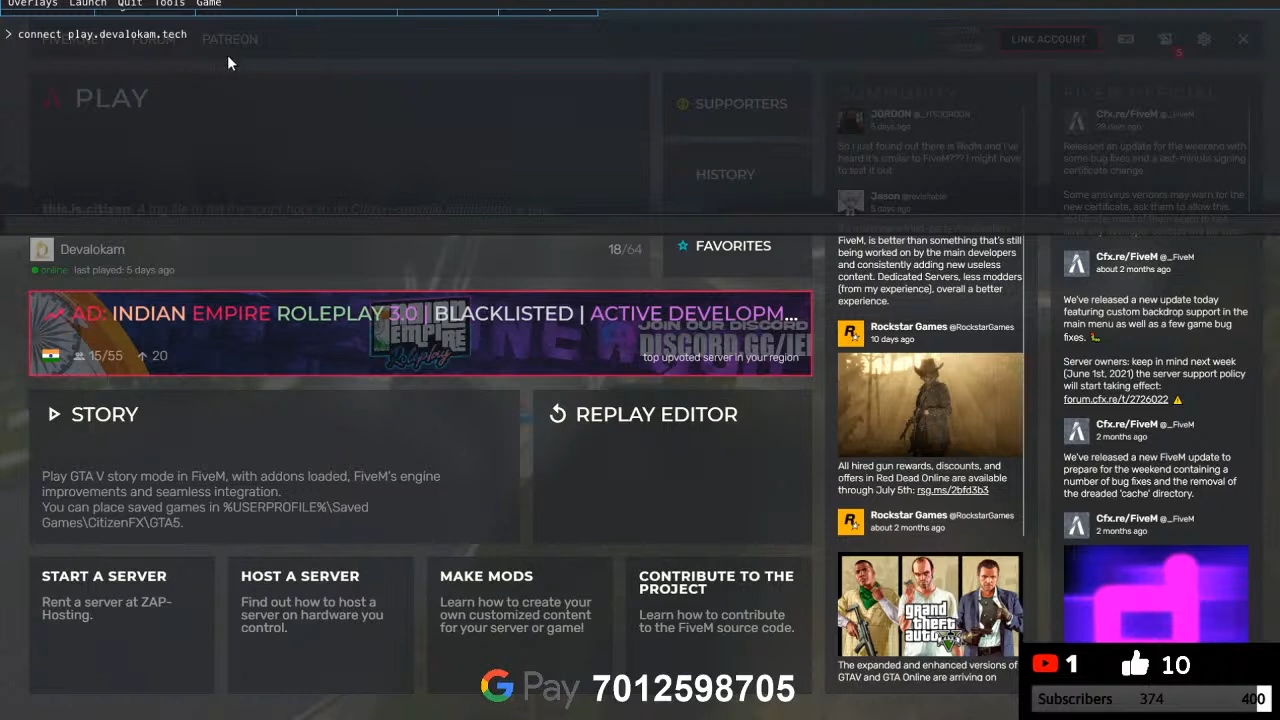 Overlays Launch Quit Tools Game
> connect play.devalokam.tech
FORUM PATREON
LINK ACCOUNT
5
PLAY
SUPPORTERS
HISTORY
FAVORITES
Devalokam
18/64
online last played: 5 days ago
AD: INDIAN EMPIRE ROLEPLAY 3.0 | BLACKLISTED | ACTIVE DEVELOPM...
15/55 20
top upvoted server in your region
STORY
Play GTA V story mode in FiveM, with addons loaded, FiveM's engine
improvements and seamless integration.
You can place saved games in %USERPROFILE%\Saved
Games\CitizenFX\GTA5.
REPLAY EDITOR
START A SERVER
Rent a server at ZAP-
Hosting.
HOST A SERVER
Find out how to host a
server on hardware you
control.
MAKE MODS
Learn how to create your
own customized content
for your server or game!
CONTRIBUTE TO THE
PROJECT
Learn how to contribute
to the FiveM source code.
COMMUNITY
JORDON
5 days ago
So i just found out there is RedM and I've
heard it's similar to FiveM??? I might have
to test it out
Jason
5 days ago
FiveM, is better than something that's still
being worked on by the main developers
and consistently adding new useless
content. Dedicated Servers, less modders
(from my experience), overall a better
experience.
Rockstar Games @RockstarGames
10 days ago
All hired gun rewards, discounts, and
offers in Red Dead Online are available
through July 5th: rsg.ms/2bfd3b3
Rockstar Games @RockstarGames
about 2 months ago
grand
theft
auto V
The expanded and enhanced versions of
GTAV and GTA Online are arriving on
FIVEM OFFICIAL
Cfx.re/FiveM @_FiveM
Released an update for the weekend with
some bug fixes and a last-minute signing
certificate change.
Some antivirus vendors may warn for the
new certificate, ask them to allow this
Cfx.re/FiveM @_FiveM
about 2 months ago
We've released a new update today
featuring custom backdrop support in the
main menu as well as a few game bug
fixes.
Server owners; keep in mind next week
(June 1st, 2021) the server support policy
will start taking effect:
forum.cfx.re/t/2726022
Cfx.re/FiveM @_FiveM
2 months ago
We've released a new FiveM update to
prepare for the weekend containing a
number of bug fixes and the removal of
the dreaded 'cache' directory.
Cfx.re/FiveM @_FiveM
2 months ago
G Pay 7012598705
1 10
Subscribers 374 400